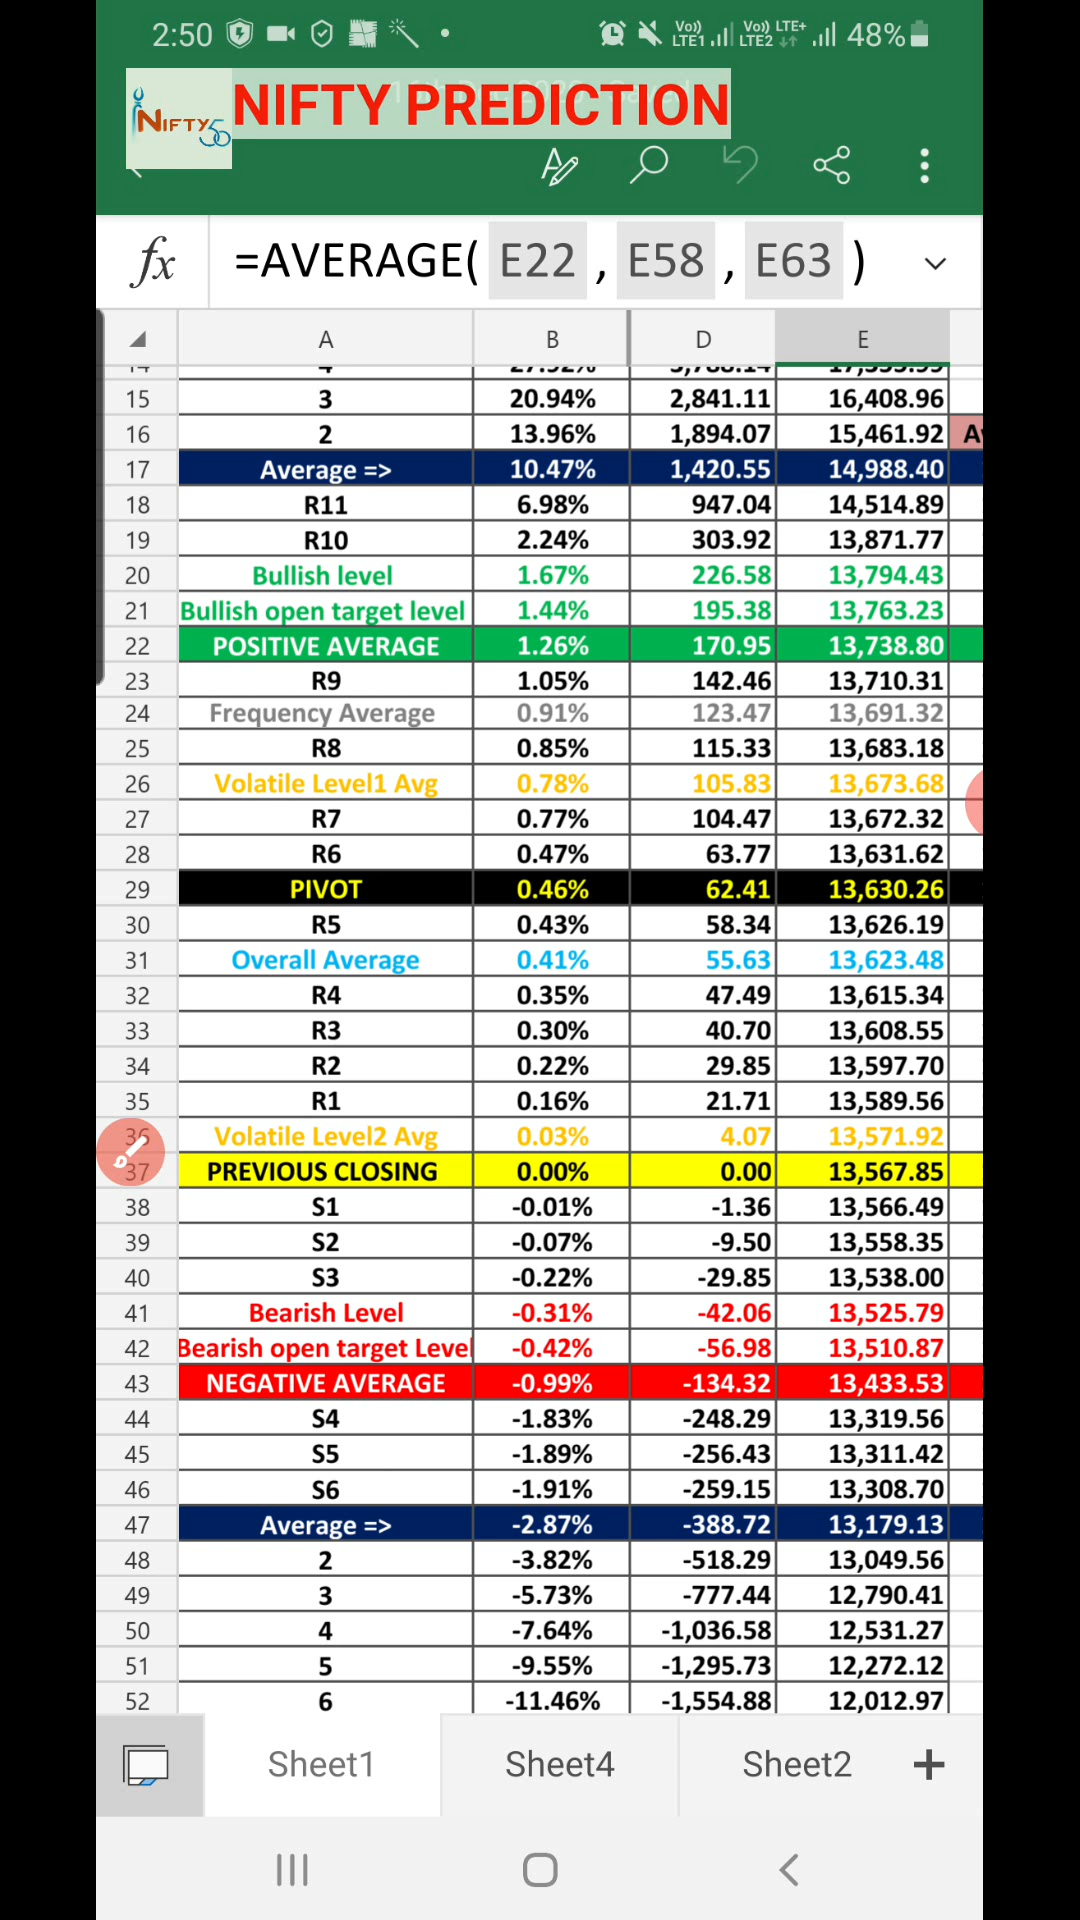 2:50 Vo)) LTE1 Vo)) LTE+ LTE2 48%
NIFTY50 NIFTY PREDICTION
fx =AVERAGE( E22 , E58 , E63 )
A B D E
15 3 20.94% 2,841.11 16,408.96
16 2 13.96% 1,894.07 15,461.92
17 Average => 10.47% 1,420.55 14,988.40
18 R11 6.98% 947.04 14,514.89
19 R10 2.24% 303.92 13,871.77
20 Bullish level 1.67% 226.58 13,794.43
21 Bullish open target level 1.44% 195.38 13,763.23
22 POSITIVE AVERAGE 1.26% 170.95 13,738.80
23 R9 1.05% 142.46 13,710.31
24 Frequency Average 0.91% 123.47 13,691.32
25 R8 0.85% 115.33 13,683.18
26 Volatile Level1 Avg 0.78% 105.83 13,673.68
27 R7 0.77% 104.47 13,672.32
28 R6 0.47% 63.77 13,631.62
29 PIVOT 0.46% 62.41 13,630.26
30 R5 0.43% 58.34 13,626.19
31 Overall Average 0.41% 55.63 13,623.48
32 R4 0.35% 47.49 13,615.34
33 R3 0.30% 40.70 13,608.55
34 R2 0.22% 29.85 13,597.70
35 R1 0.16% 21.71 13,589.56
36 Volatile Level2 Avg 0.03% 4.07 13,571.92
37 PREVIOUS CLOSING 0.00% 0.00 13,567.85
38 S1 -0.01% -1.36 13,566.49
39 S2 -0.07% -9.50 13,558.35
40 S3 -0.22% -29.85 13,538.00
41 Bearish Level -0.31% -42.06 13,525.79
42 Bearish open target Level -0.42% -56.98 13,510.87
43 NEGATIVE AVERAGE -0.99% -134.32 13,433.53
44 S4 -1.83% -248.29 13,319.56
45 S5 -1.89% -256.43 13,311.42
46 S6 -1.91% -259.15 13,308.70
47 Average => -2.87% -388.72 13,179.13
48 2 -3.82% -518.29 13,049.56
49 3 -5.73% -777.44 12,790.41
50 4 -7.64% -1,036.58 12,531.27
51 5 -9.55% -1,295.73 12,272.12
52 6 -11.46% -1,554.88 12,012.97
Sheet1 Sheet4 Sheet2 +